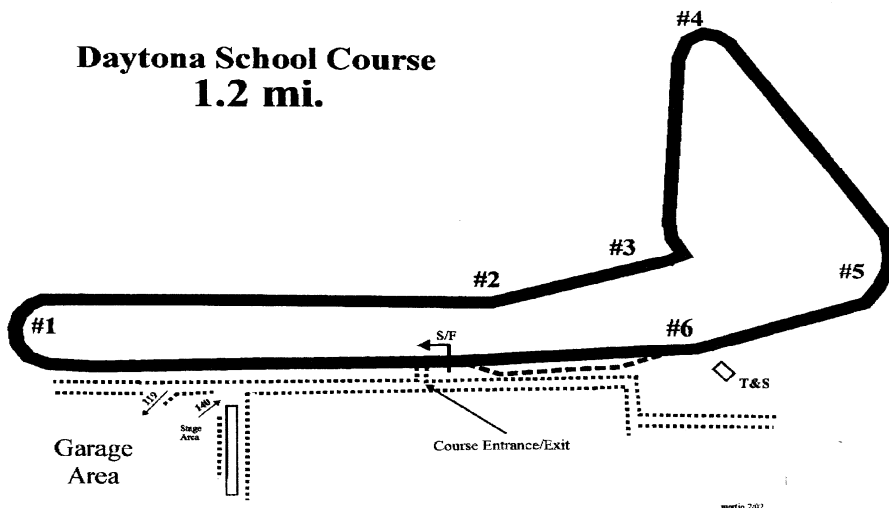 #4
Daytona School Course
1.2 mi.
#3
#2
#5
#1
S/F
#6
T&S
119
140
Stage
Area
Course Entrance/Exit
Garage
Area